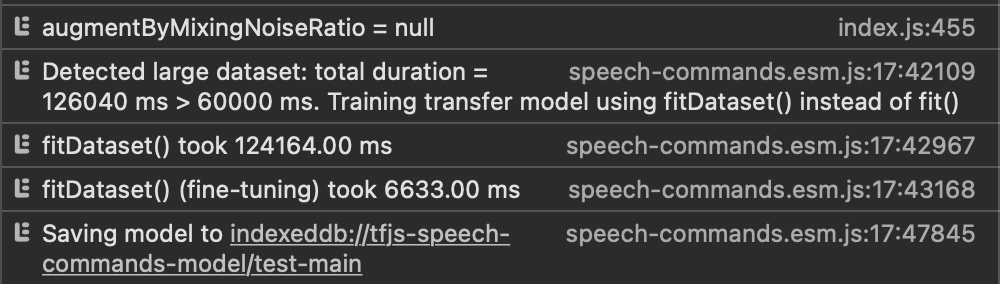 augmentByMixingNoiseRatio = null index.js:455
Detected large dataset: total duration = speech-commands.esm.js:17:42109
126040 ms > 60000 ms. Training transfer model using fitDataset() instead of fit()
fitDataset() took 124164.00 ms speech-commands.esm.js:17:42967
fitDataset() (fine-tuning) took 6633.00 ms speech-commands.esm.js:17:43168
Saving model to indexeddb://tfjs-speech- speech-commands.esm.js:17:47845
commands-model/test-main